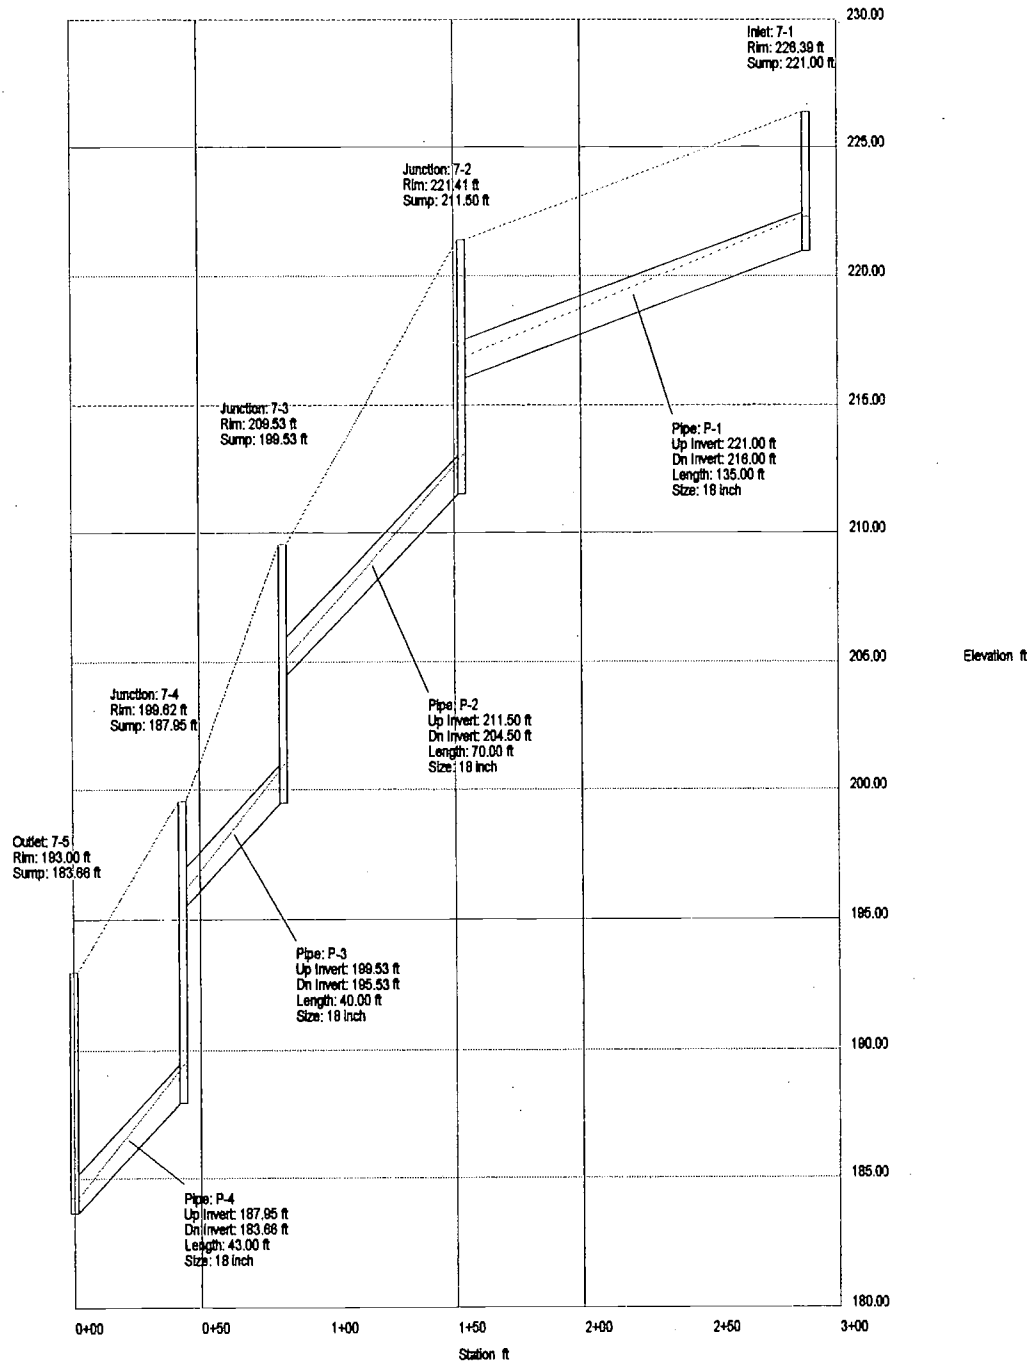 230.00
Inlet: 7-1
Rim: 226.39 ft
Sump: 221.00 ft
225.00
Junction: 7-2
Rim: 221.41 ft
Sump: 211.50 ft
220.00
215.00
Junction: 7-3
Rim: 209.53 ft
Sump: 199.53 ft
Pipe: P-1
Up Invert: 221.00 ft
Dn Invert: 216.00 ft
Length: 135.00 ft
Size: 18 inch
210.00
205.00
Elevation ft
Junction: 7-4
Rim: 199.62 ft
Sump: 187.95 ft
Pipe: P-2
Up Invert: 211.50 ft
Dn Invert: 204.50 ft
Length: 70.00 ft
Size: 18 inch
200.00
Outlet: 7-5
Rim: 193.00 ft
Sump: 183.66 ft
195.00
Pipe: P-3
Up Invert: 199.53 ft
Dn Invert: 195.53 ft
Length: 40.00 ft
Size: 18 inch
190.00
185.00
Pipe: P-4
Up Invert: 187.95 ft
Dn Invert: 183.66 ft
Length: 43.00 ft
Size: 18 inch
180.00
0+00
0+50
1+00
1+50
2+00
2+50
3+00
Station ft